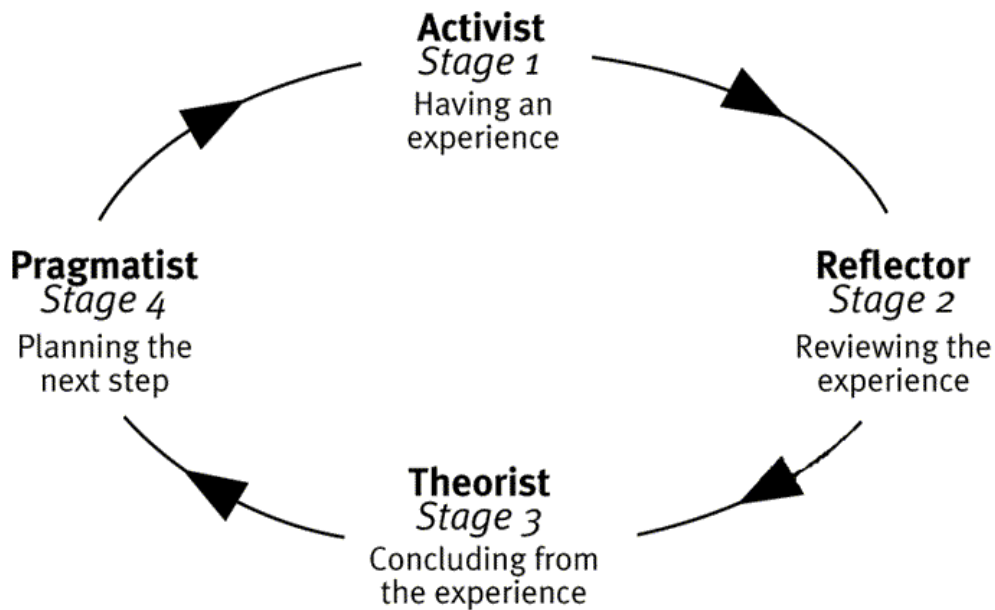 Activist
Stage 1
Having an
experience
Reflector
Stage 2
Reviewing the
experience
Theorist
Stage 3
Concluding from
the experience
Pragmatist
Stage 4
Planning the
next step